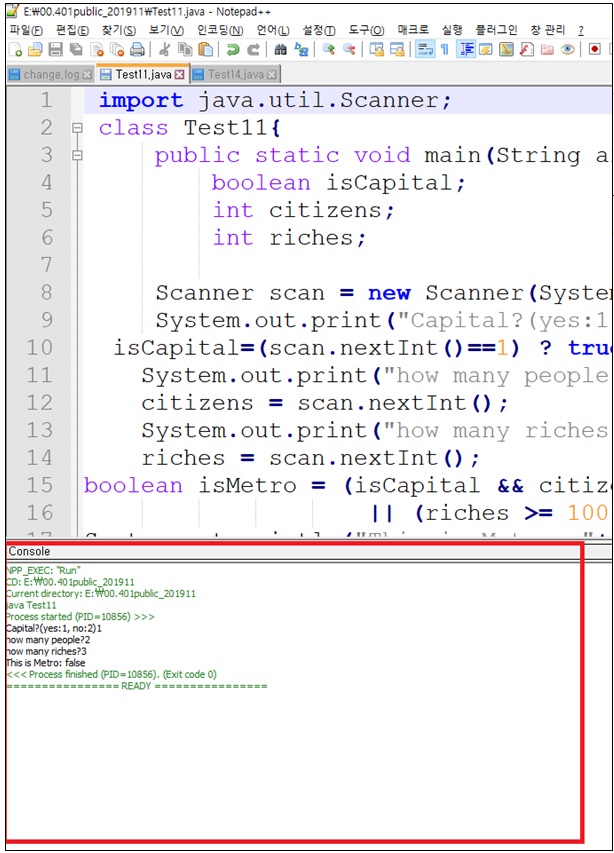 E:\00.401public_201911\Test11.java - Notepad++
파일(F) 편집(E) 찾기(S) 보기(V) 인코딩(N) 언어(L) 설정(T) 도구(O) 매크로 실행 플러그인 창 관리 ?
change.log Test11.java Test14.java
1 import java.util.Scanner;
2 class Test11{
3 public static void main(String a
4 boolean isCapital;
5 int citizens;
6 int riches;
7
8 Scanner scan = new Scanner(System
9 System.out.print("Capital?(yes:1
10 isCapital=(scan.nextInt()==1) ? tru
11 System.out.print("how many people
12 citizens = scan.nextInt();
13 System.out.print("how many riches
14 riches = scan.nextInt();
15 boolean isMetro = (isCapital && citiz
16 || (riches >= 100
Console
NPP_EXEC: "Run"
CD: E:\00.401public_201911
Current directory: E:\00.401public_201911
java Test11
Process started (PID=10856) >>>
Capital?(yes:1, no:2)1
how many people?2
how many riches?3
This is Metro: false
<<< Process finished (PID=10856). (Exit code 0)
================ READY ================